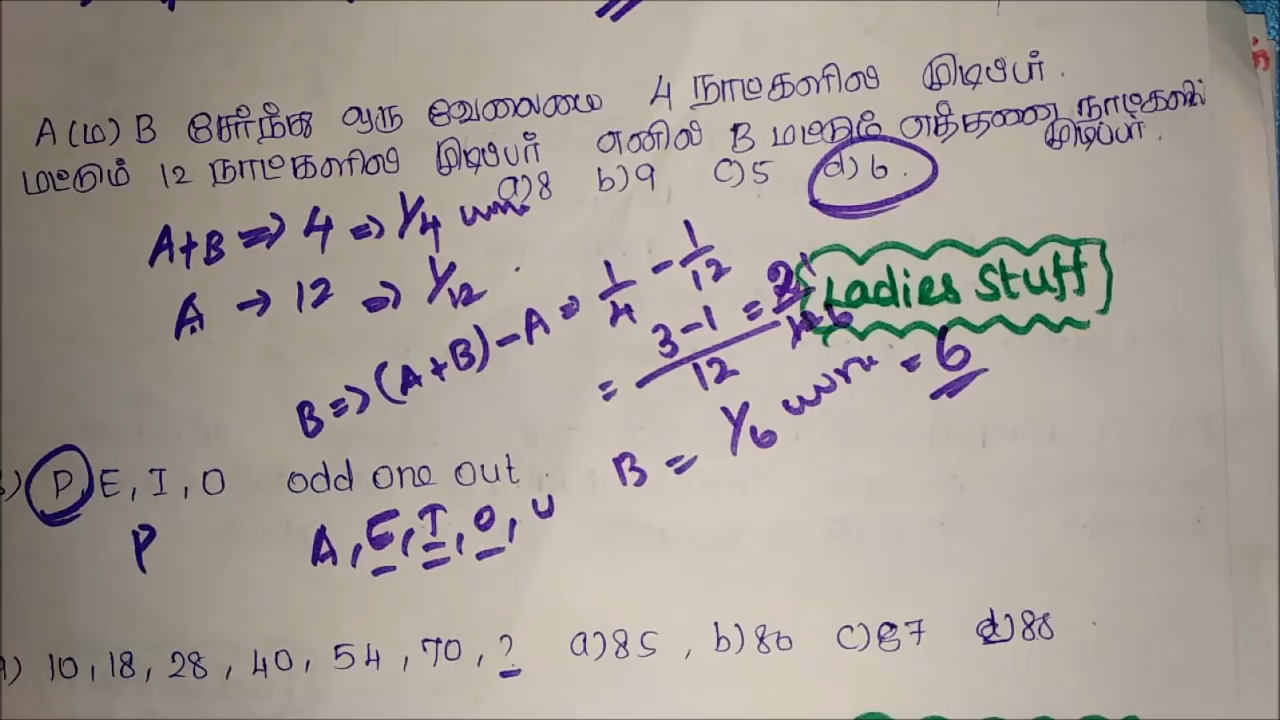 A (ம) B சேர்ந்து ஒரு வேலையை 4 நாட்களில் முடிப்பர்.
மட்டும் 12 நாட்களில் முடிப்பர் எனில் B மட்டும் எத்தனை நாட்களில் முடிப்பர்.
a) 8 b) 9 c) 5 d) 6.
A+B => 4 => 1/4 work
A → 12 => 1/12
B => (A+B) - A => 1/4 - 1/12
= 3-1/12 = 2/12 6
B = 1/6 work = 6
[Ladies Stuff]
P, E, I, O odd one out.
P A, E, I, O, U
10, 18, 28, 40, 54, 70, ? a) 85, b) 80 c) 87 d) 88